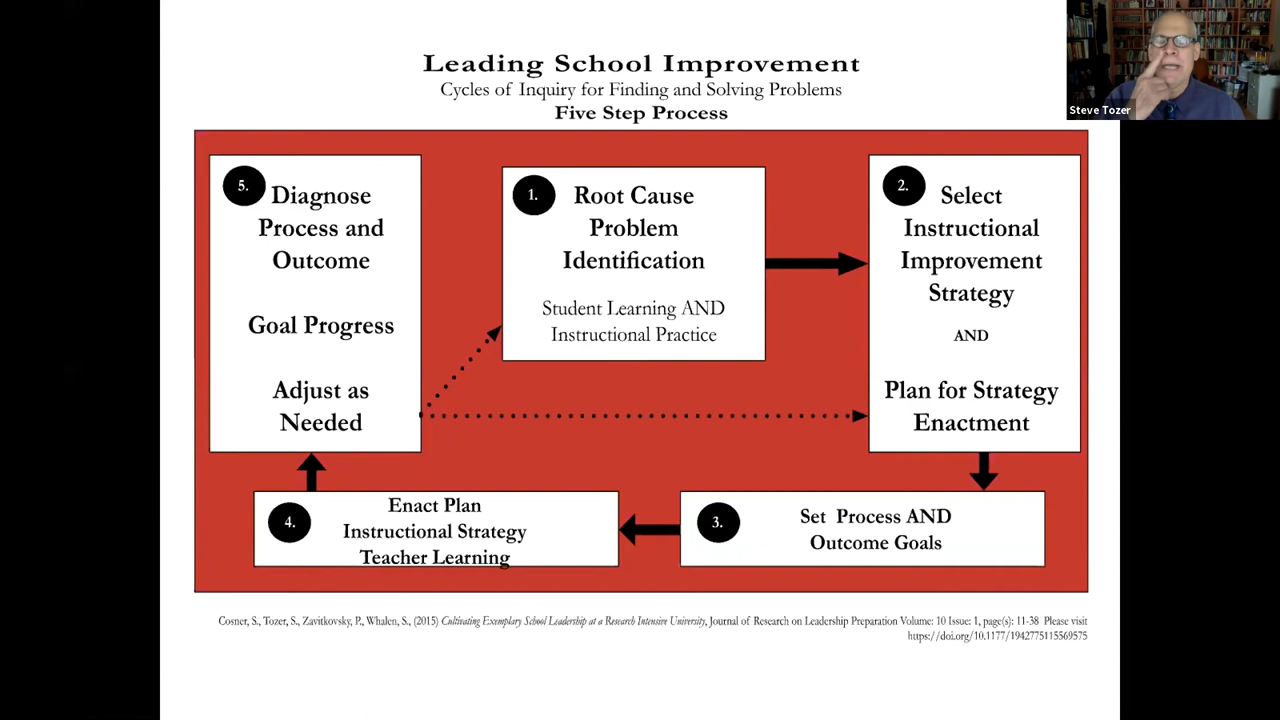 Leading School Improvement
Cycles of Inquiry for Finding and Solving Problems
Five Step Process
Steve Tozer
1.
Root Cause
Problem
Identification
Student Learning AND
Instructional Practice
2.
Select
Instructional
Improvement
Strategy
AND
Plan for Strategy
Enactment
3.
Set Process AND
Outcome Goals
4.
Enact Plan
Instructional Strategy
Teacher Learning
5.
Diagnose
Process and
Outcome
Goal Progress
Adjust as
Needed
Cosner, S., Tozer, S., Zavitkovsky, P., Whalen, S., (2015) Cultivating Exemplary School Leadership at a Research Intensive University, Journal of Research on Leadership Preparation Volume: 10 Issue: 1, page(s): 11-38 Please visit
https://doi.org/10.1177/1942775115569575